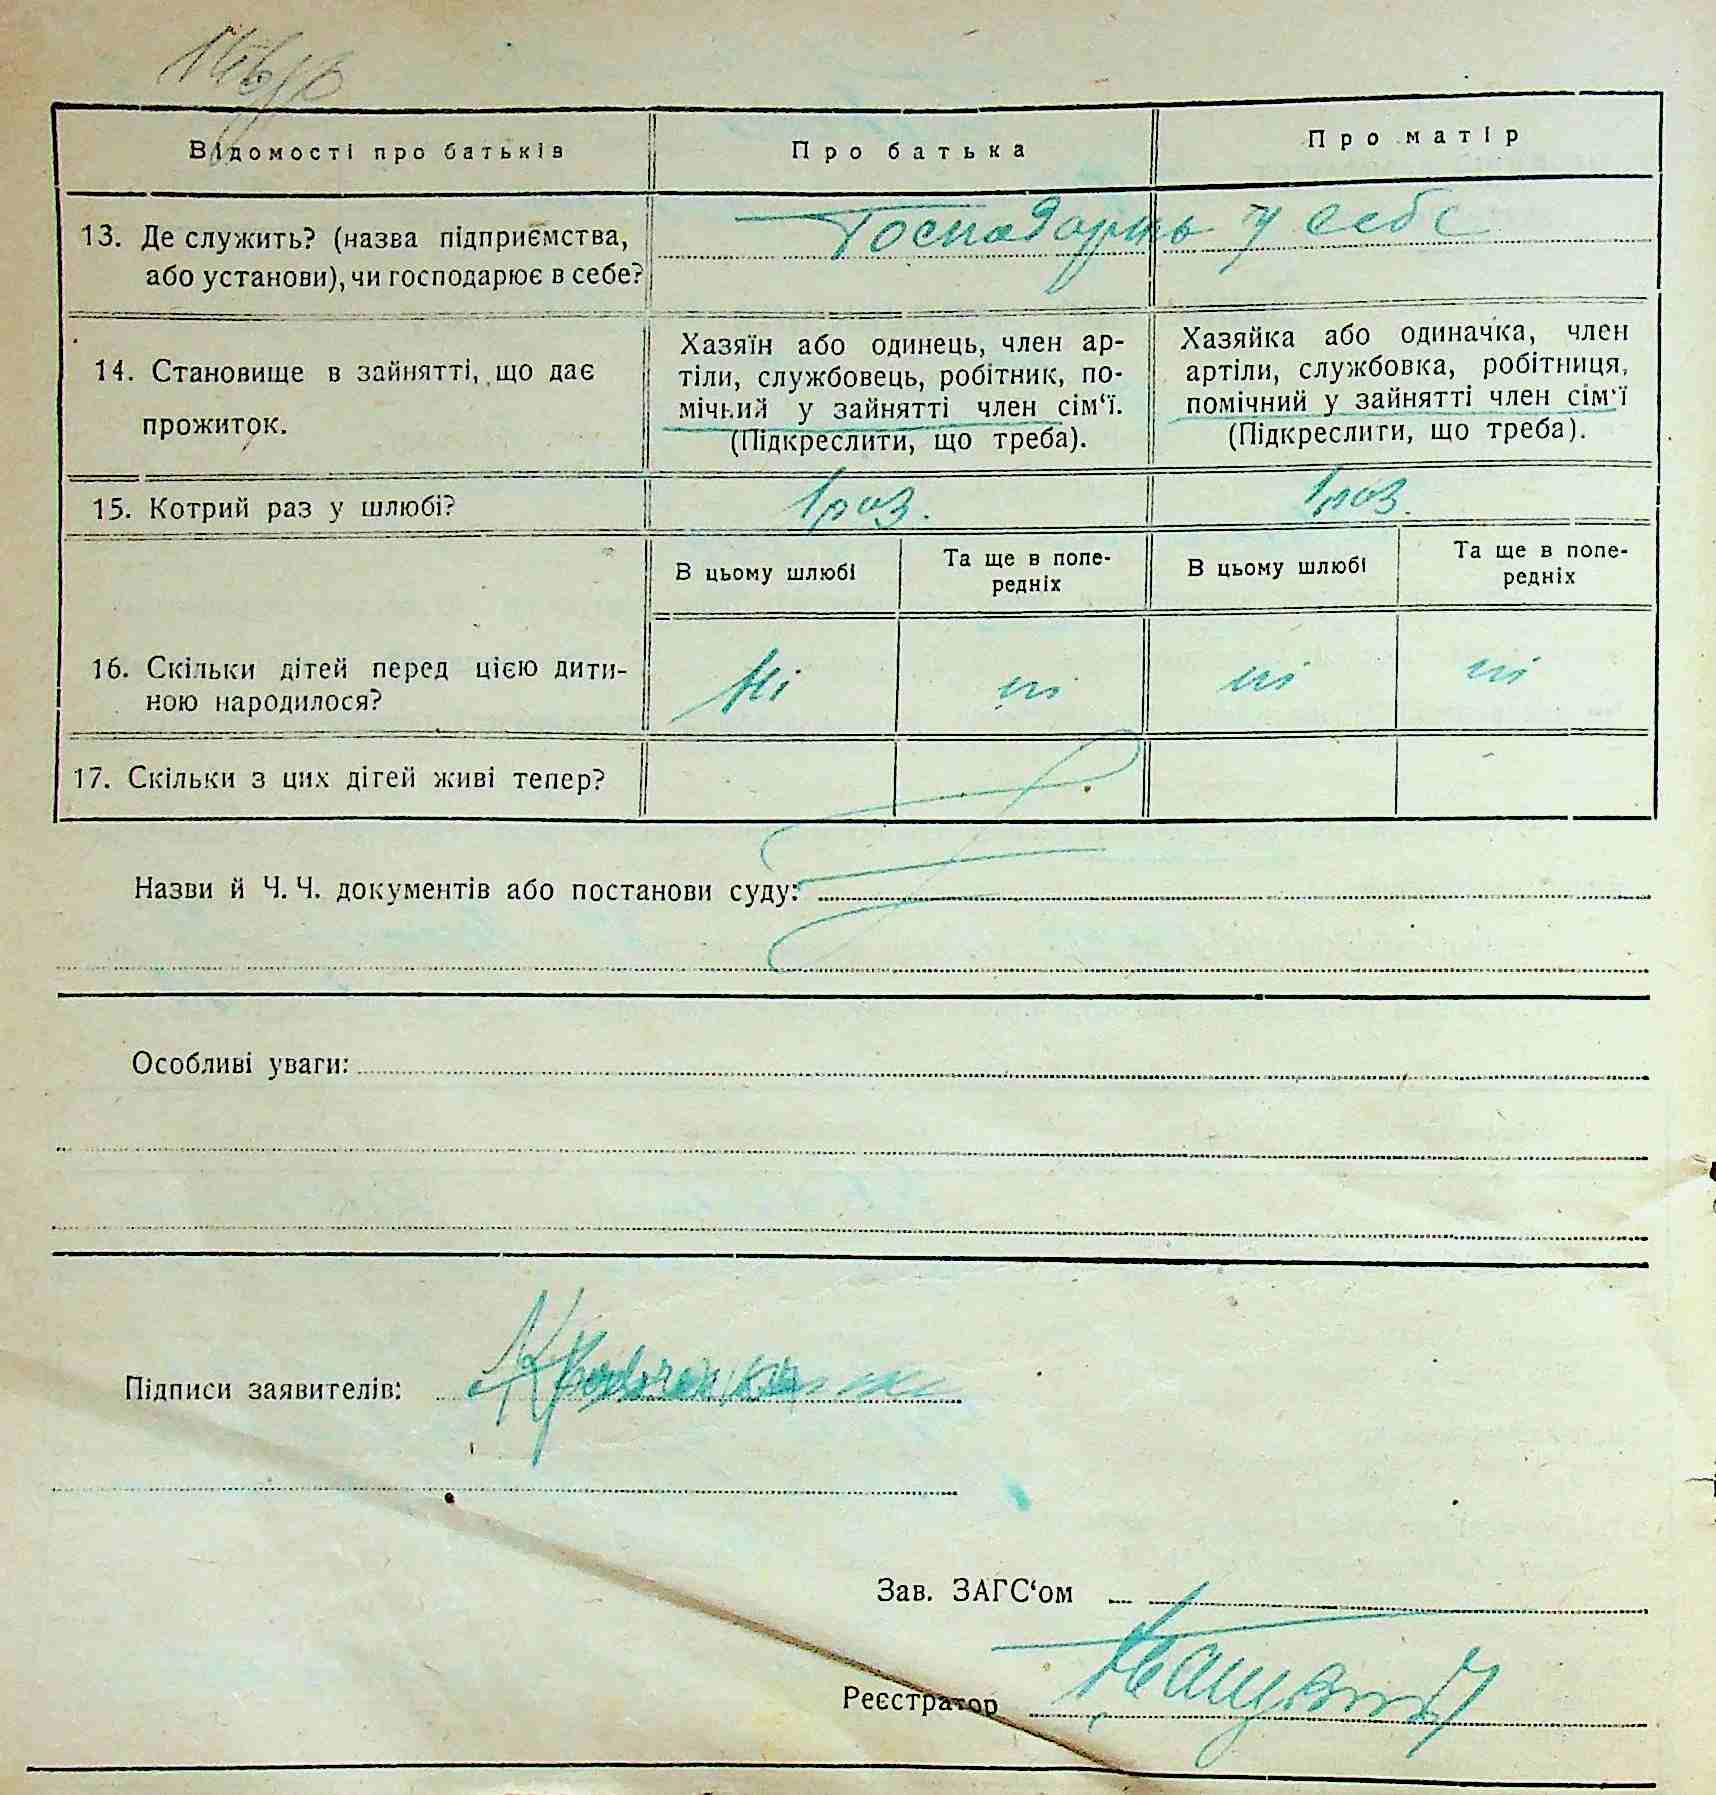 Відомості про батьків
Про батька
Про матір
13. Де служить? (назва підприємства,
або установи), чи господарює в себе?
Господарть у себе
14. Становище в зайнятті, що дає
прожиток.
Хазяїн або одинець, член ар-
тіли, службовець, робітник, по-
мічний у зайнятті член сім‘ї.
(Підкреслити, що треба).
Хазяйка або одиначка, член
артіли, службовка, робітниця,
помічний у зайнятті член сім‘ї
(Підкреслити, що треба).
15. Котрий раз у шлюбі?
1 раз.
1 раз.
В цьому шлюбі
Та ще в попе-
редніх
В цьому шлюбі
Та ще в попе-
редніх
16. Скільки дітей перед цією дити-
ною народилося?
Ні
ні
ні
ні
17. Скільки з цих дітей живі тепер?
Назви й Ч. Ч. документів або постанови суду:
Особливі уваги:
Підписи заявителів:
Зав. ЗАГС‘ом
Реєстратор